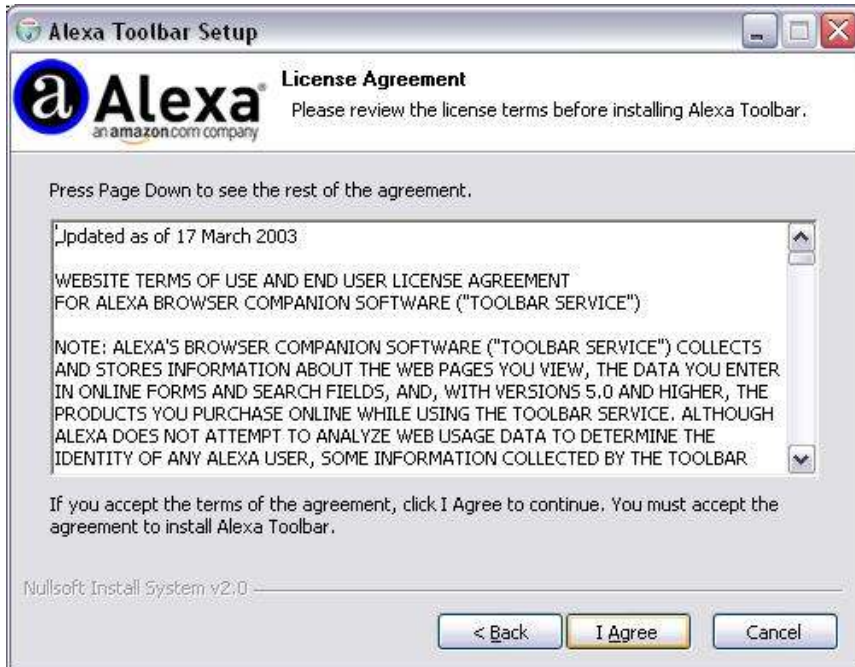 Alexa Toolbar Setup
a Alexa®
an amazon.com company
License Agreement
Please review the license terms before installing Alexa Toolbar.
Press Page Down to see the rest of the agreement.
Updated as of 17 March 2003
WEBSITE TERMS OF USE AND END USER LICENSE AGREEMENT
FOR ALEXA BROWSER COMPANION SOFTWARE ("TOOLBAR SERVICE")
NOTE: ALEXA'S BROWSER COMPANION SOFTWARE ("TOOLBAR SERVICE") COLLECTS
AND STORES INFORMATION ABOUT THE WEB PAGES YOU VIEW, THE DATA YOU ENTER
IN ONLINE FORMS AND SEARCH FIELDS, AND, WITH VERSIONS 5.0 AND HIGHER, THE
PRODUCTS YOU PURCHASE ONLINE WHILE USING THE TOOLBAR SERVICE. ALTHOUGH
ALEXA DOES NOT ATTEMPT TO ANALYZE WEB USAGE DATA TO DETERMINE THE
IDENTITY OF ANY ALEXA USER, SOME INFORMATION COLLECTED BY THE TOOLBAR
If you accept the terms of the agreement, click I Agree to continue. You must accept the
agreement to install Alexa Toolbar.
Nullsoft Install System v2.0
< Back
I Agree
Cancel